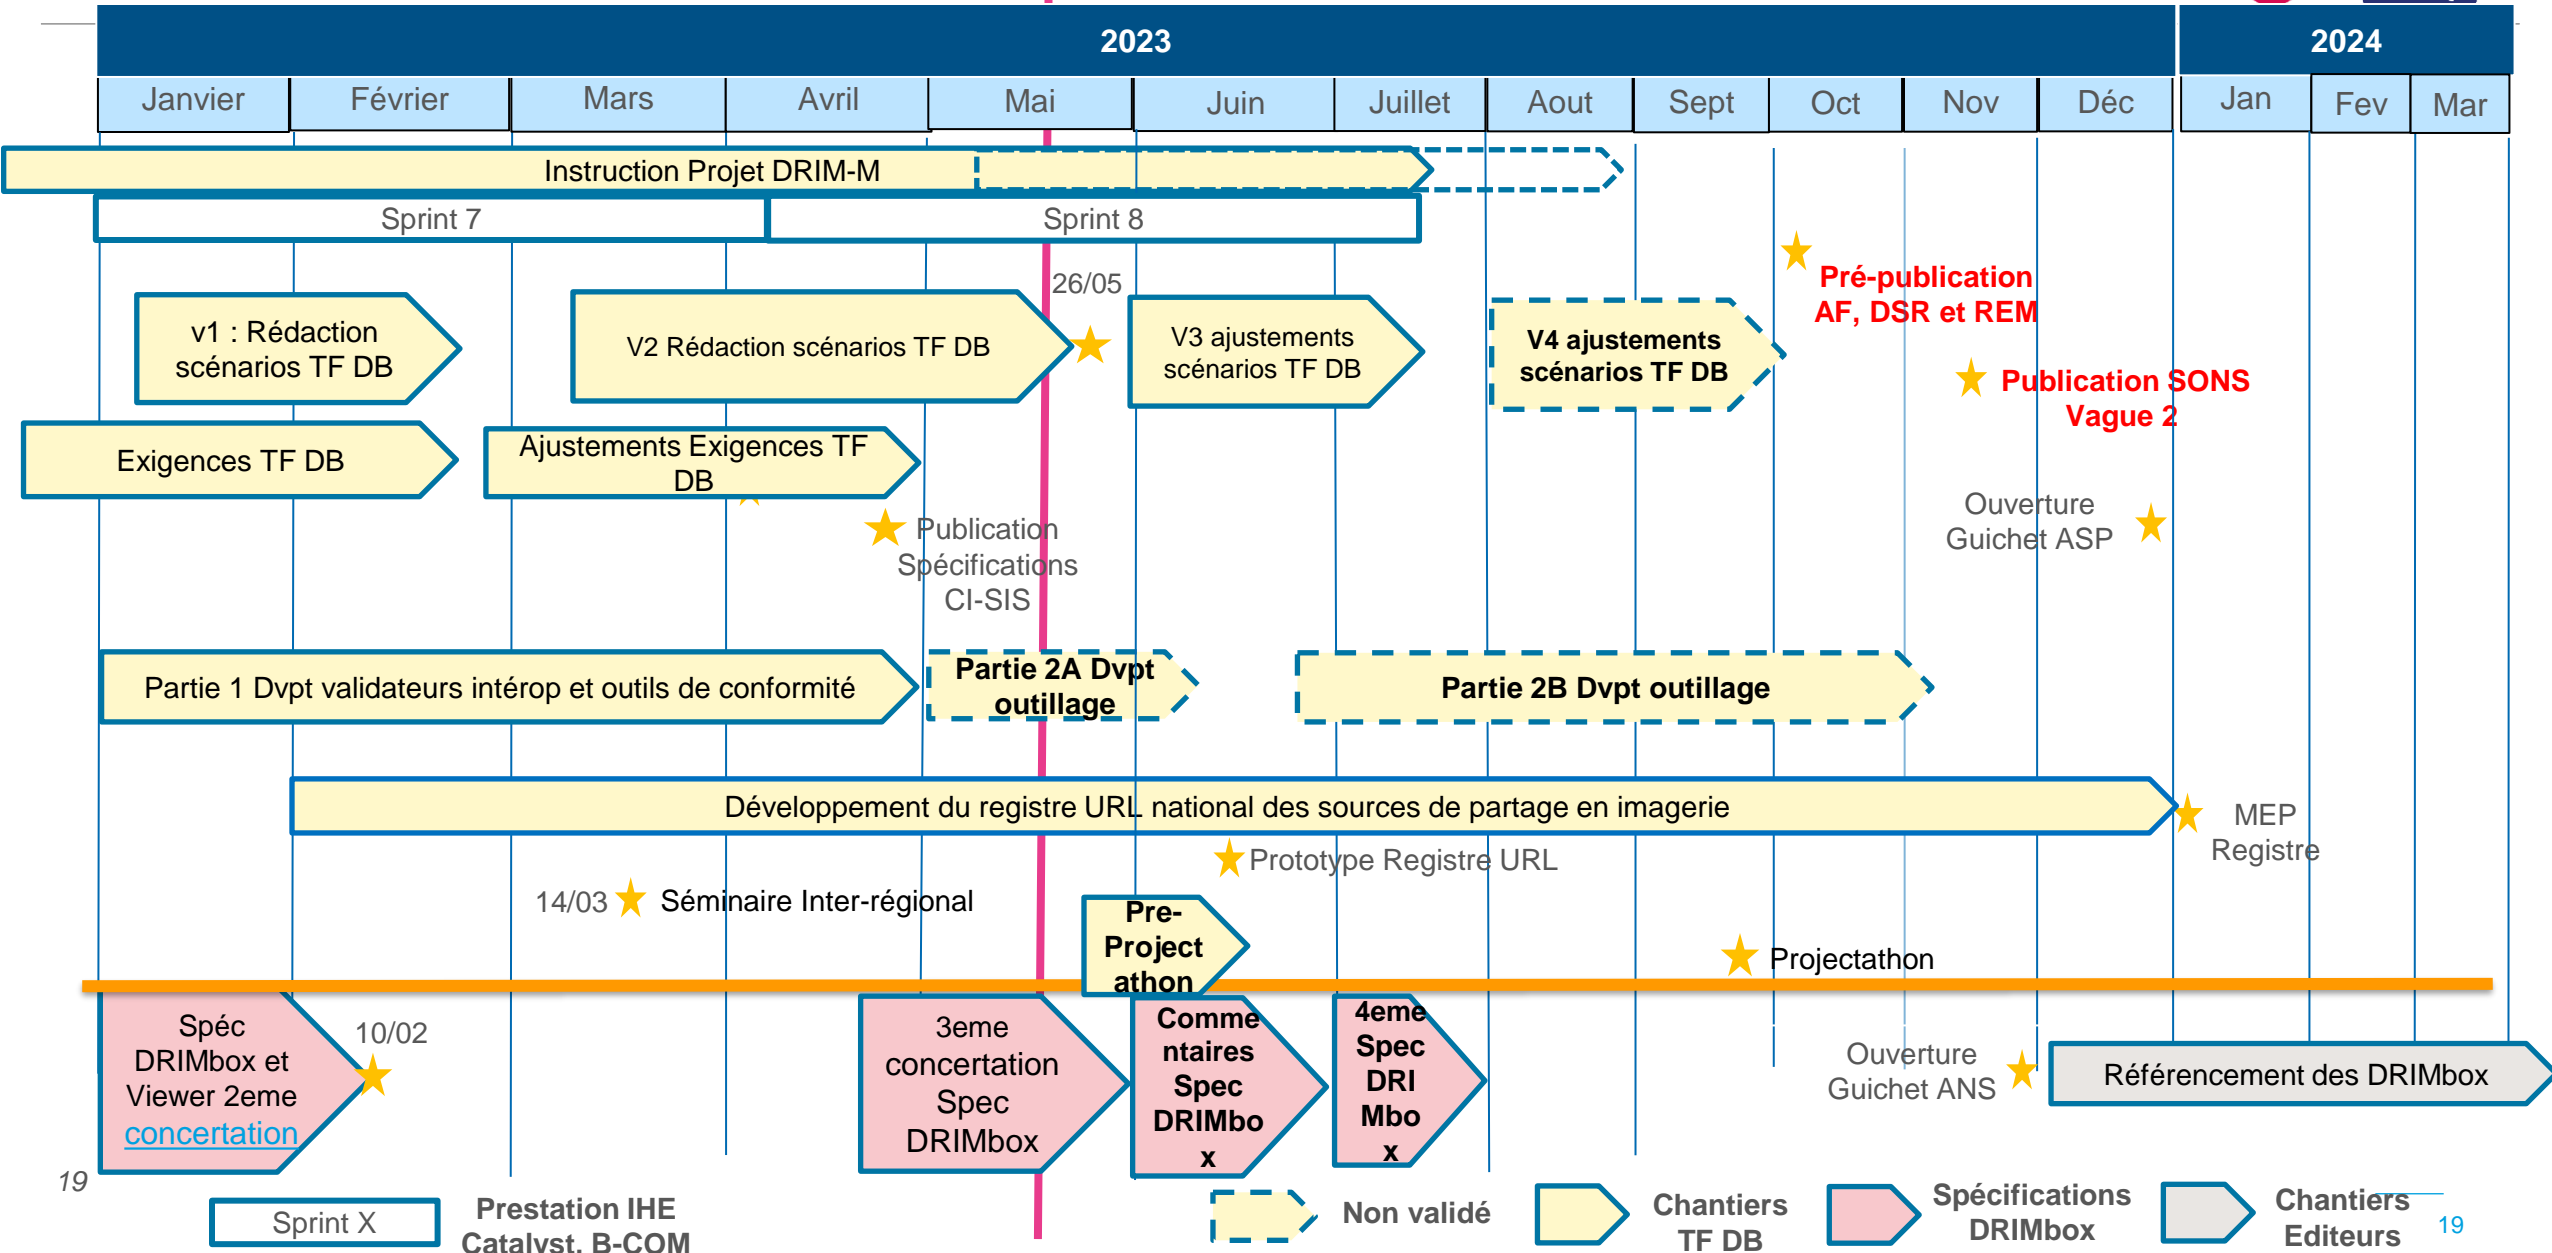 2023
2024
Janvier
Février
Mars
Avril
Mai
Juin
Juillet
Aout
Sept
Oct
Nov
Déc
Jan
Fev
Mar
Instruction Projet DRIM-M
Sprint 7
Sprint 8
26/05
Pré-publication
AF, DSR et REM
v1 : Rédaction
scénarios TF DB
V2 Rédaction scénarios TF DB
V3 ajustements
scénarios TF DB
V4 ajustements
scénarios TF DB
Publication SONS
Vague 2
Exigences TF DB
Ajustements Exigences TF
DB
Publication
Spécifications
CI-SIS
Ouverture
Guichet ASP
Partie 1 Dvpt validateurs intérop et outils de conformité
Partie 2A Dvpt
outillage
Partie 2B Dvpt outillage
Développement du registre URL national des sources de partage en imagerie
MEP
Registre
Prototype Registre URL
14/03
Séminaire Inter-régional
Pre-
Project
athon
Projectathon
Spéc
DRIMbox et
Viewer 2eme
concertation
10/02
3eme
concertation
Spec
DRIMbox
Comme
ntaires
Spec
DRIMbo
x
4eme
Spec
DRI
Mbo
x
Ouverture
Guichet ANS
Référencement des DRIMbox
19
Sprint X
Prestation IHE
Catalyst, B-COM
Non validé
Chantiers
TF DB
Spécifications
DRIMbox
Chantiers
Editeurs
19